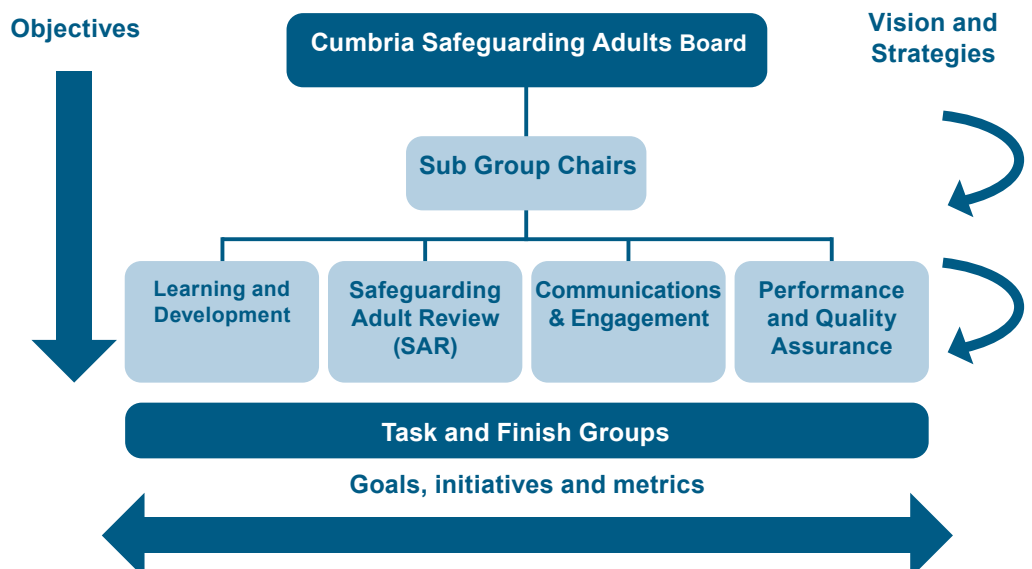 Objectives
Cumbria Safeguarding Adults Board
Vision and
Strategies
Sub Group Chairs
Learning and
Development
Safeguarding
Adult Review
(SAR)
Communications
& Engagement
Performance
and Quality
Assurance
Task and Finish Groups
Goals, initiatives and metrics